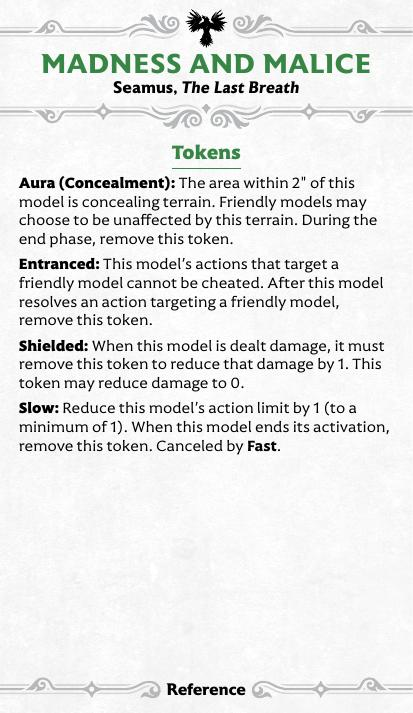 MADNESS AND MALICE
Seamus, The Last Breath
Tokens
Aura (Concealment): The area within 2" of this
model is concealing terrain. Friendly models may
choose to be unaffected by this terrain. During the
end phase, remove this token.
Entranced: This model's actions that target a
friendly model cannot be cheated. After this model
resolves an action targeting a friendly model,
remove this token.
Shielded: When this model is dealt damage, it must
remove this token to reduce that damage by 1. This
token may reduce damage to 0.
Slow: Reduce this model's action limit by 1 (to a
minimum of 1). When this model ends its activation,
remove this token. Canceled by Fast.
Reference